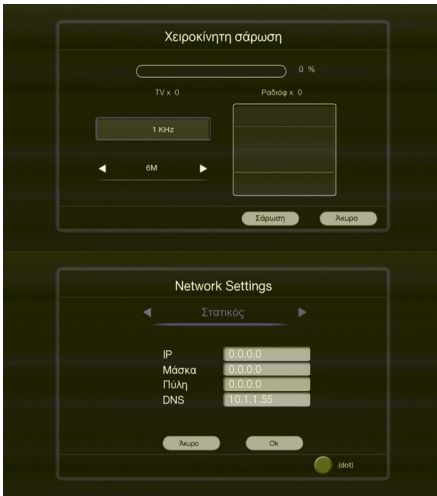 Χειροκίνητη σάρωση
0 %
TV x 0 Ραδιόφ x 0
1 KHz
6M
Σάρωση Άκυρο
Network Settings
Στατικός
IP 0.0.0.0
Μάσκα 0.0.0.0
Πύλη 0.0.0.0
DNS 10.1.1.55
Άκυρο Ok
.(dot)